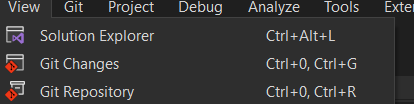 View Git Project Debug Analyze Tools
Solution Explorer Ctrl+Alt+L
Git Changes Ctrl+0, Ctrl+G
Git Repository Ctrl+0, Ctrl+R